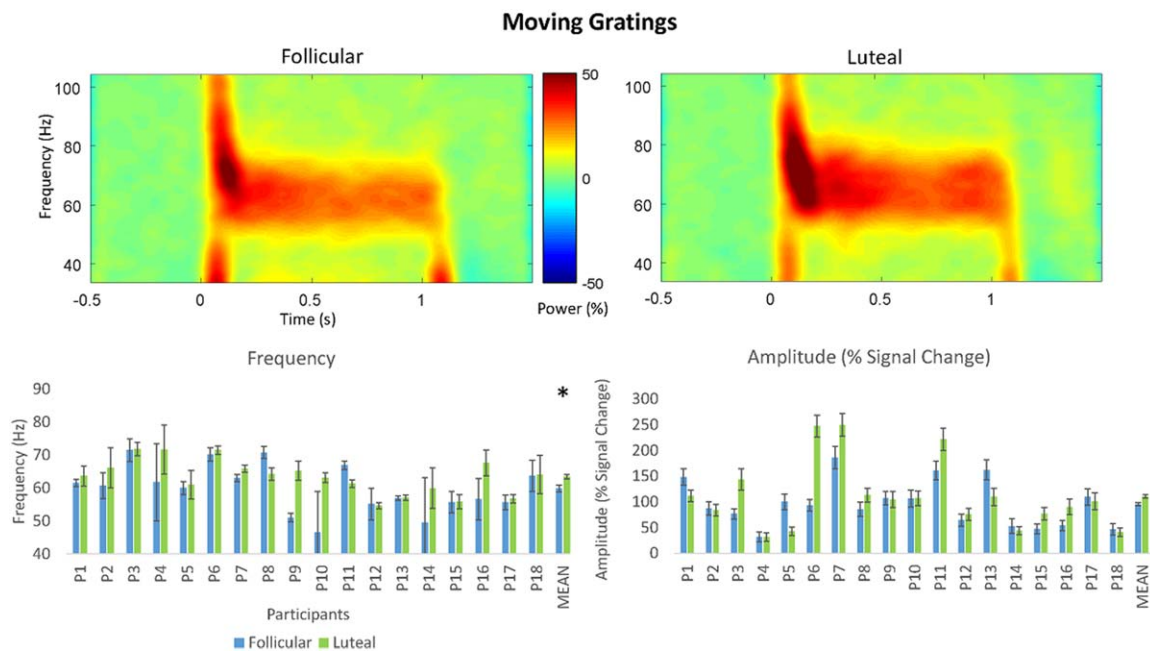 Moving Gratings
Follicular
Luteal
Frequency (Hz)
100
80
60
40
-0.5
0
0.5
1
Time (s)
50
0
-50
Power (%)
100
80
60
40
-0.5
0
0.5
1
Frequency
Frequency (Hz)
90
80
70
60
50
40
*
P1 P2 P3 P4 P5 P6 P7 P8 P9 P10 P11 P12 P13 P14 P15 P16 P17 P18 MEAN
Participants
Follicular Luteal
Amplitude (% Signal Change)
Amplitude (% Signal Change)
300
250
200
150
100
50
0
P1 P2 P3 P4 P5 P6 P7 P8 P9 P10 P11 P12 P13 P14 P15 P16 P17 P18 MEAN